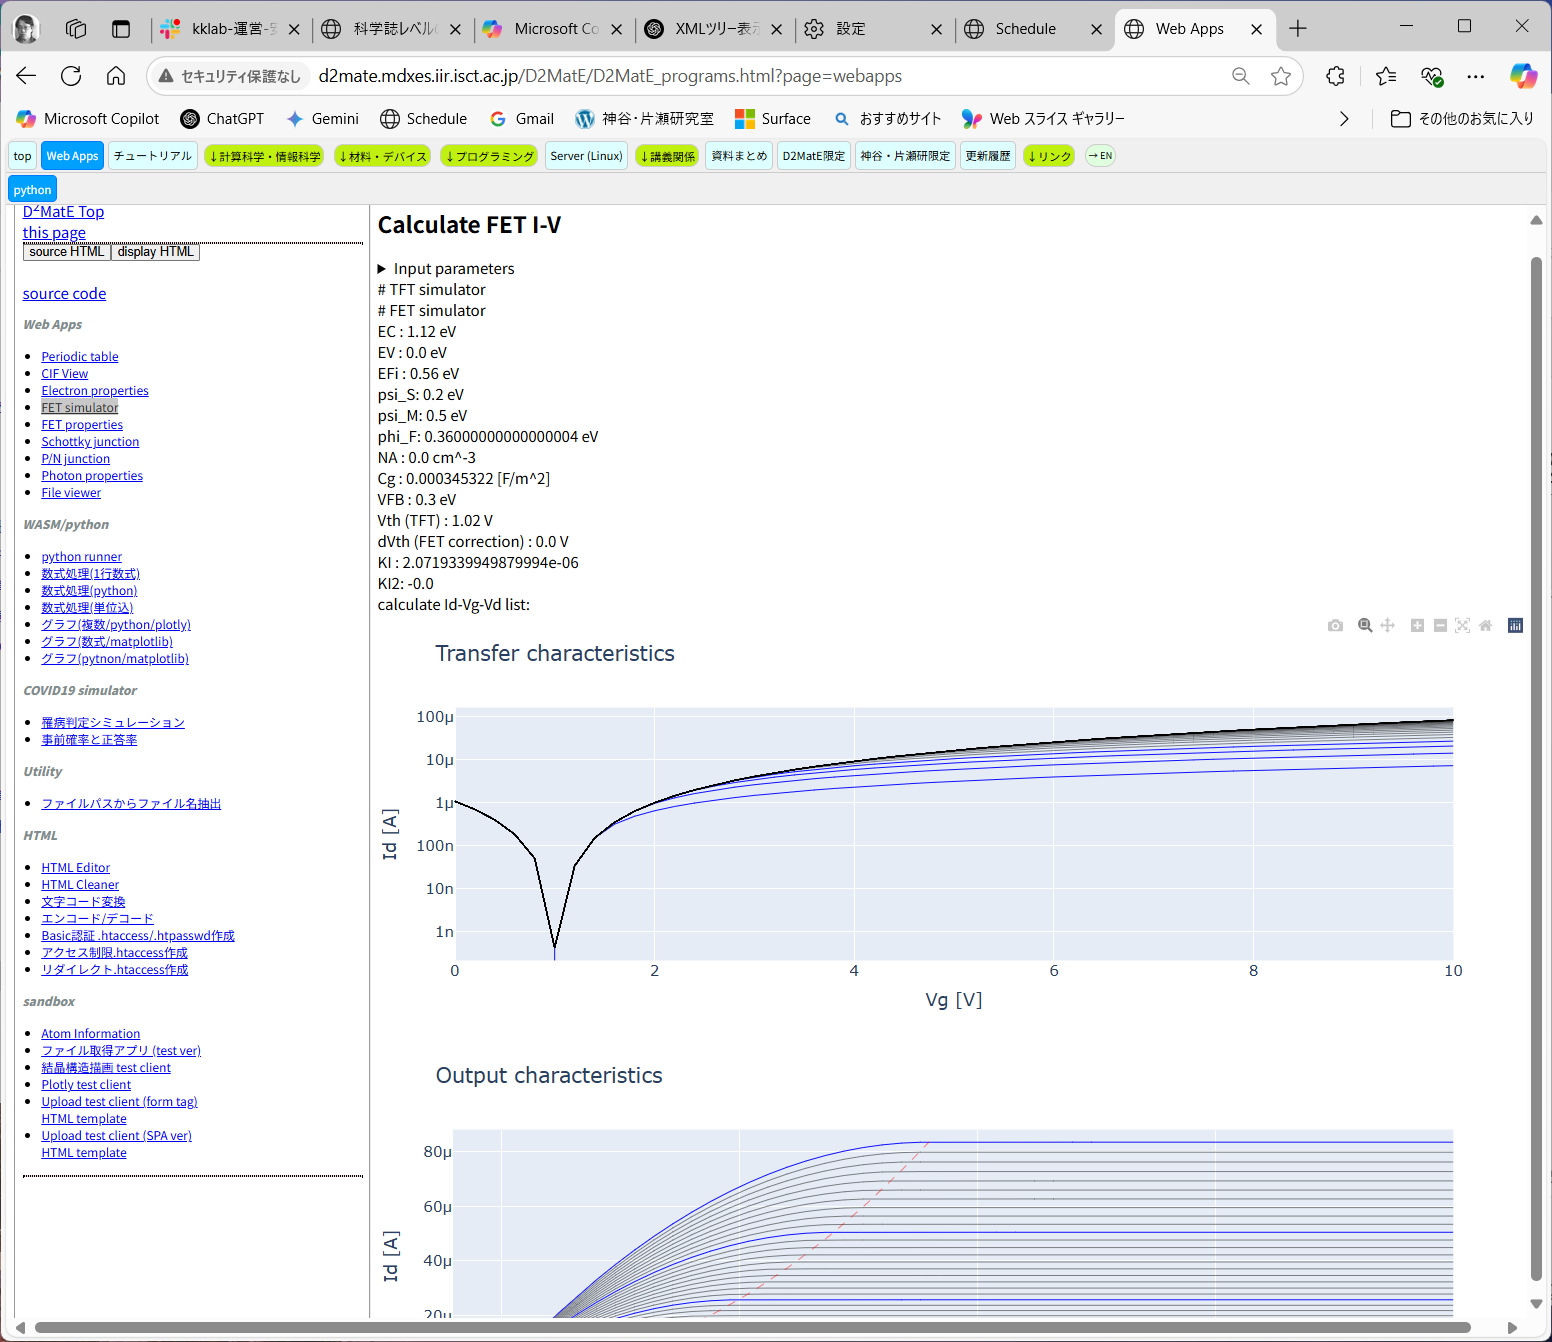 kklab-運営-
科学誌レベル
Microsoft Co
XMLツリー表示
設定
Schedule
Web Apps
セキュリティ保護なし
d2mate.mdxes.iir.isct.ac.jp/D2MatE/D2MatE_programs.html?page=webapps
Microsoft Copilot
ChatGPT
Gemini
Schedule
Gmail
神谷・片瀬研究室
Surface
おすすめサイト
Web スライス ギャラリー
その他のお気に入り
top
Web Apps
チュートリアル
↓計算科学・情報科学
↓材料・デバイス
↓プログラミング
Server (Linux)
↓講義関係
資料まとめ
D2MatE限定
神谷・片瀬研限定
更新履歴
↓リンク
→EN
python
D2MatE Top
this page
source HTML
display HTML
source code
Web Apps
Periodic table
CIF View
Electron properties
FET simulator
FET properties
Schottky junction
P/N junction
Photon properties
File viewer
WASM/python
python runner
数式処理(1行数式)
数式処理(python)
数式処理(単位込)
グラフ(複数/python/plotly)
グラフ(数式/matplotlib)
グラフ(pytnon/matplotlib)
COVID19 simulator
罹病判定シミュレーション
事前確率と正答率
Utility
ファイルパスからファイル名抽出
HTML
HTML Editor
HTML Cleaner
文字コード変換
エンコード/デコード
Basic認証 .htaccess/.htpasswd作成
アクセス制限.htaccess作成
リダイレクト.htaccess作成
sandbox
Atom Information
ファイル取得アプリ (test ver)
結晶構造描画 test client
Plotly test client
Upload test client (form tag)
HTML template
Upload test client (SPA ver)
HTML template
Calculate FET I-V
Input parameters
# TFT simulator
# FET simulator
EC : 1.12 eV
EV : 0.0 eV
EFi : 0.56 eV
psi_S: 0.2 eV
psi_M: 0.5 eV
phi_F: 0.36000000000000004 eV
NA : 0.0 cm^-3
Cg : 0.000345322 [F/m^2]
VFB : 0.3 eV
Vth (TFT) : 1.02 V
dVth (FET correction) : 0.0 V
KI : 2.0719339949879994e-06
KI2: -0.0
calculate Id-Vg-Vd list:
Transfer characteristics
100μ
10μ
1μ
100n
10n
1n
Id [A]
0
2
4
6
8
10
Vg [V]
Output characteristics
80μ
60μ
40μ
20μ
Id [A]